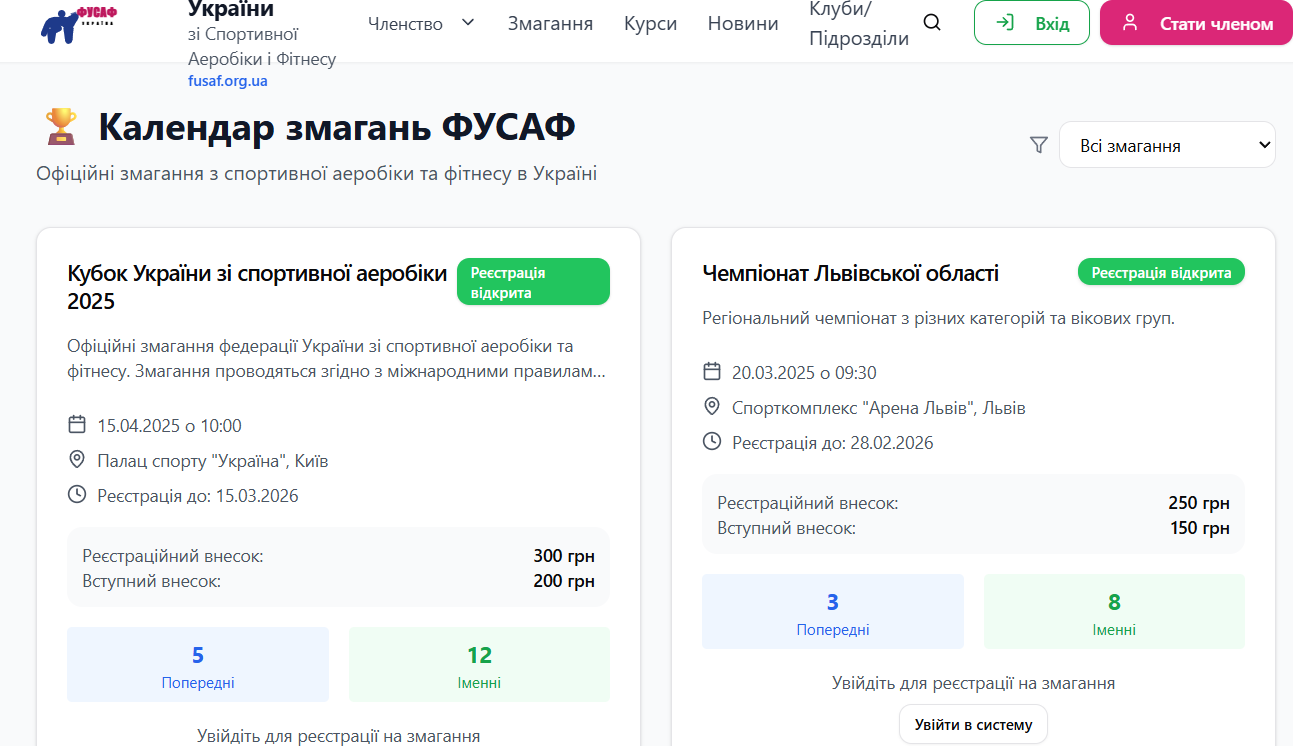 ФУСАФ
УКРАЇНА
України
зі Спортивної
Аеробіки і Фітнесу
fusaf.org.ua
Членство
Змагання
Курси
Новини
Клуби/
Підрозділи
Вхід
Стати членом
🏆 Календар змагань ФУСАФ
Офіційні змагання з спортивної аеробіки та фітнесу в Україні
Всі змагання
Кубок України зі спортивної аеробіки
2025
Реєстрація
відкрита
Офіційні змагання федерації України зі спортивної аеробіки та
фітнесу. Змагання проводяться згідно з міжнародними правилам...
15.04.2025 о 10:00
Палац спорту "Україна", Київ
Реєстрація до: 15.03.2026
Реєстраційний внесок: 300 грн
Вступний внесок: 200 грн
5
Попередні
12
Іменні
Увійдіть для реєстрації на змагання
Чемпіонат Львівської області
Реєстрація відкрита
Регіональний чемпіонат з різних категорій та вікових груп.
20.03.2025 о 09:30
Спорткомплекс "Арена Львів", Львів
Реєстрація до: 28.02.2026
Реєстраційний внесок: 250 грн
Вступний внесок: 150 грн
3
Попередні
8
Іменні
Увійдіть для реєстрації на змагання
Увійти в систему